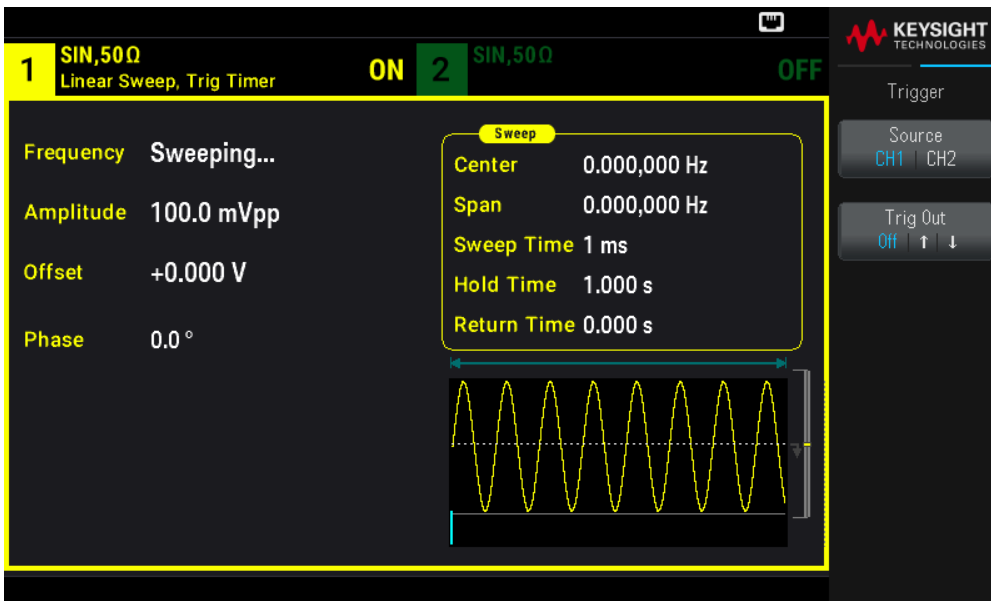 1
SIN,50Ω
Linear Sweep, Trig Timer
ON
2
SIN,50Ω
OFF
Frequency Sweeping...
Amplitude 100.0 mVpp
Offset +0.000 V
Phase 0.0 °
Sweep
Center 0.000,000 Hz
Span 0.000,000 Hz
Sweep Time 1 ms
Hold Time 1.000 s
Return Time 0.000 s
KEYSIGHT
TECHNOLOGIES
Trigger
Source
CH1 | CH2
Trig Out
Off | ↑ | ↓